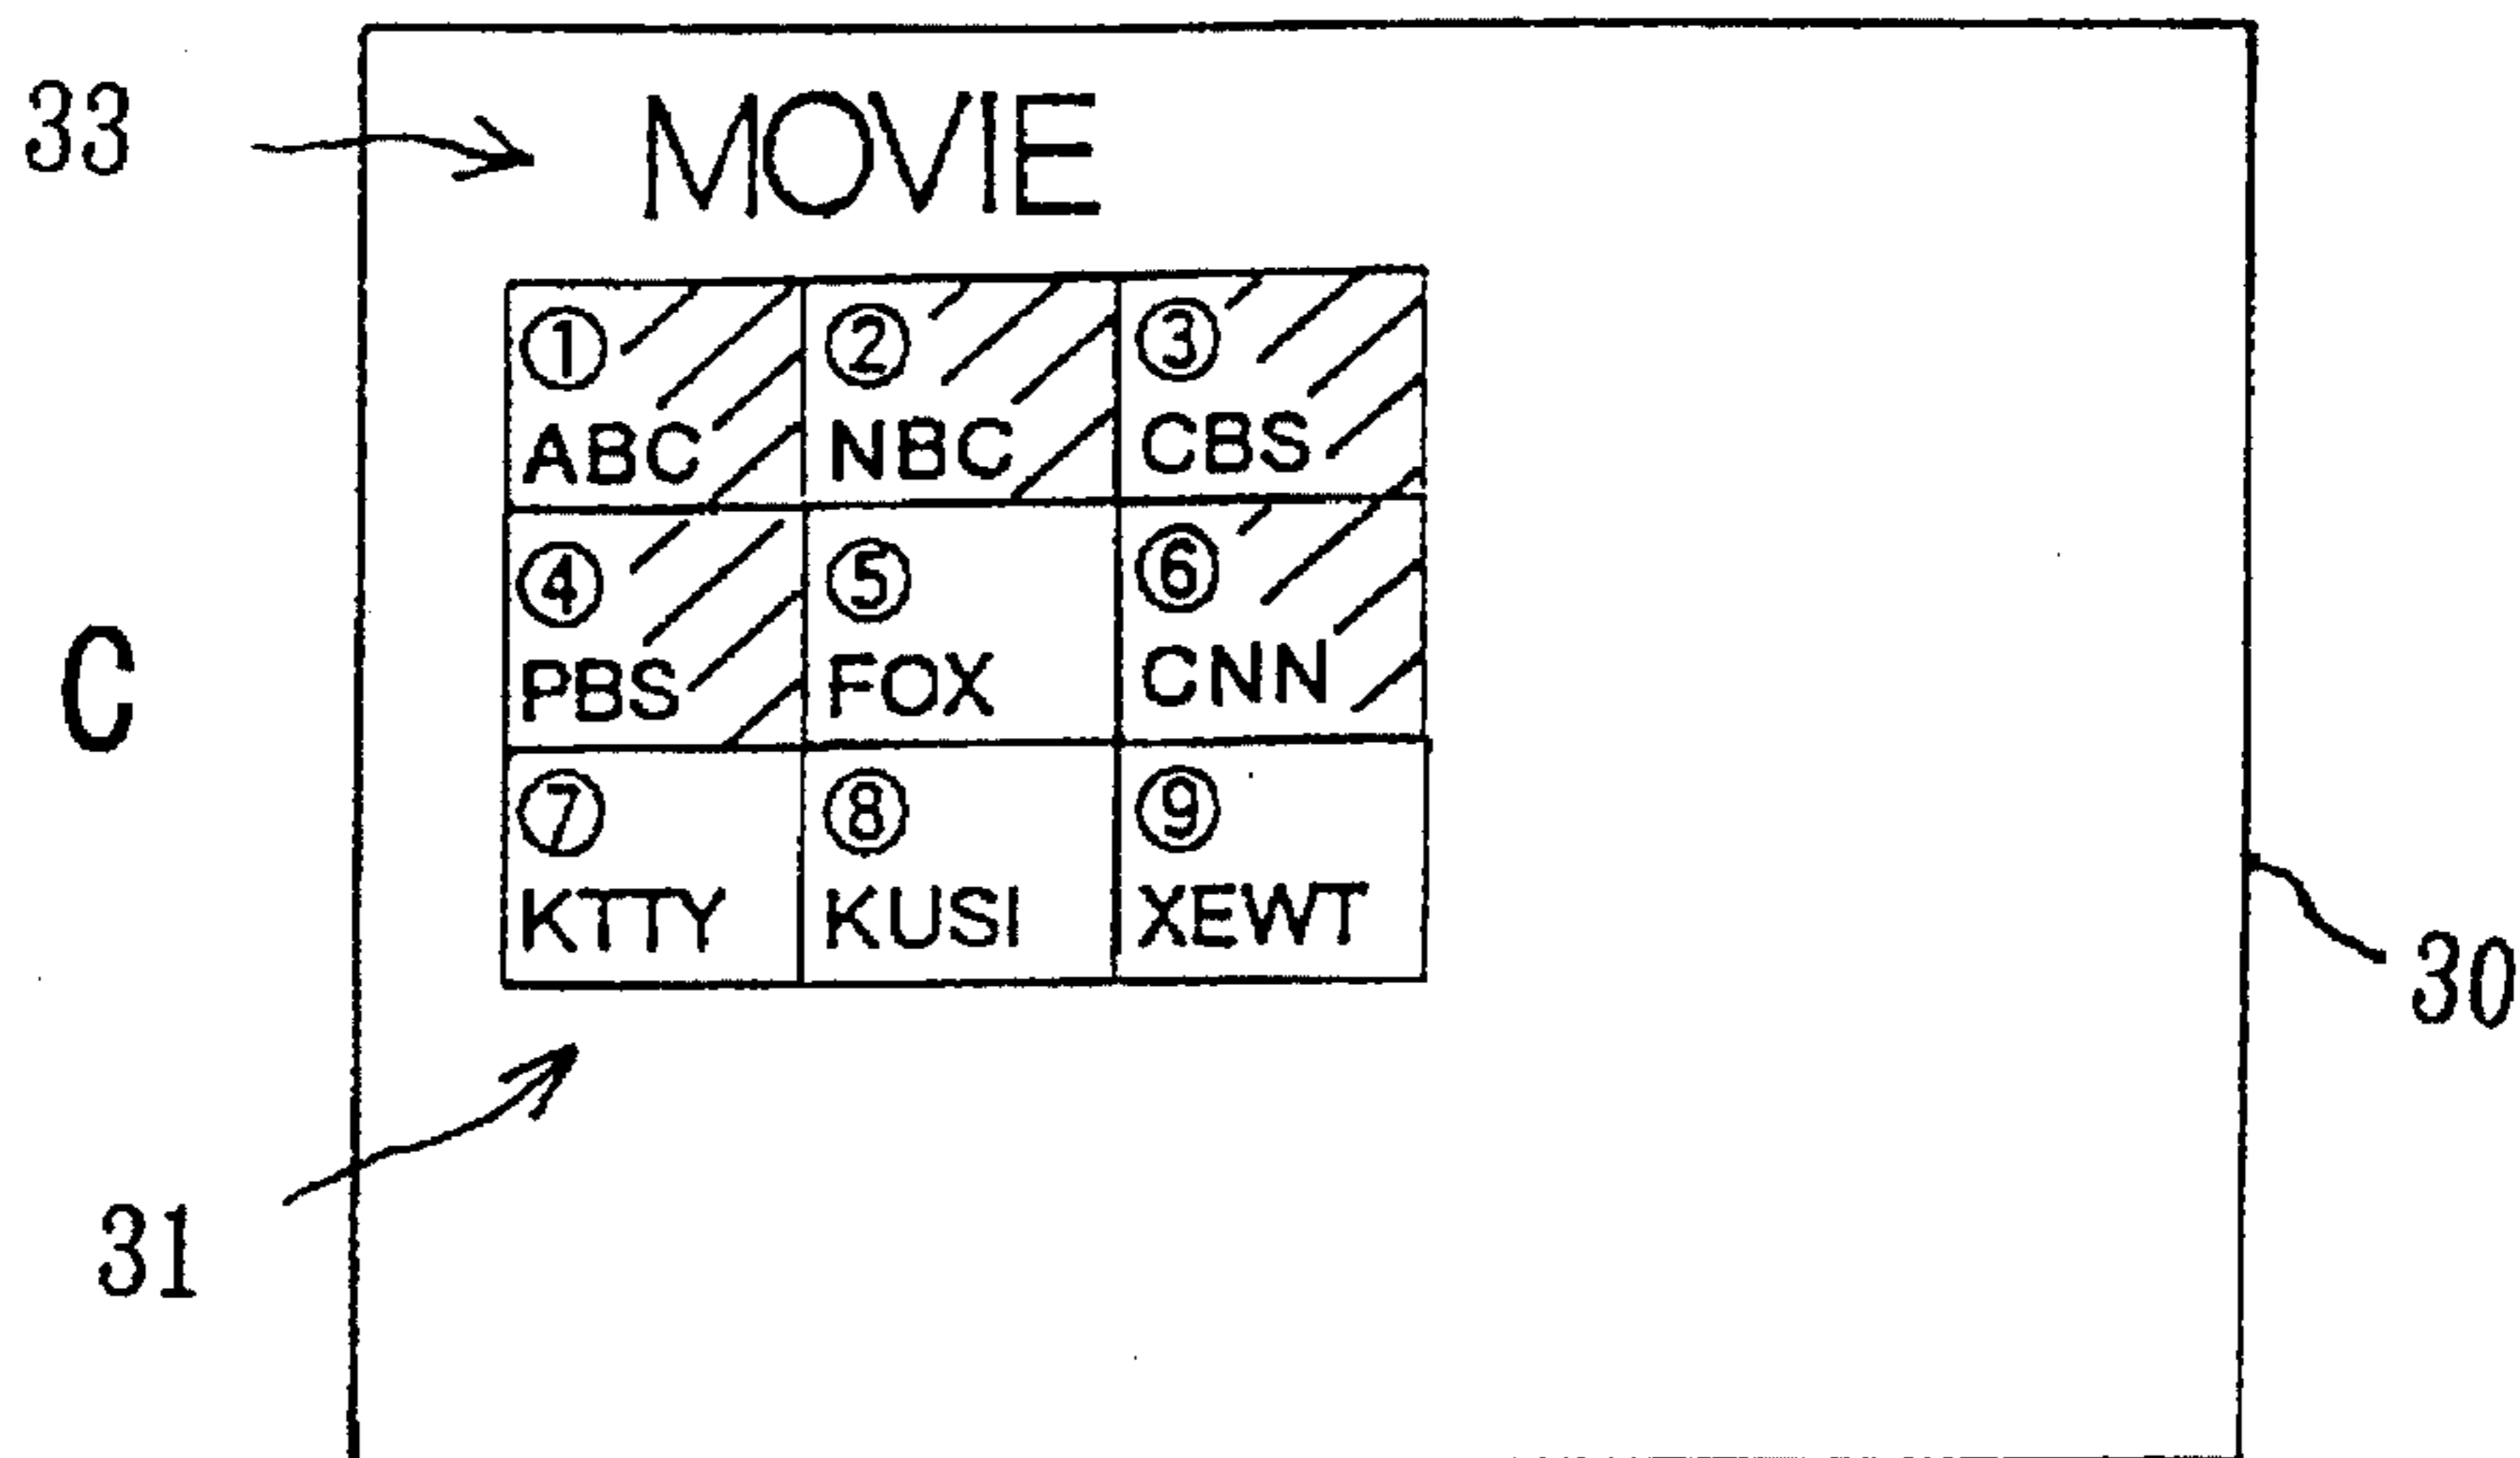 33
MOVIE
① ② ③
ABC NBC CBS
④ ⑤ ⑥
PBS FOX CNN
C
⑦ ⑧ ⑨
KTTY KUSI XEWT
30
31